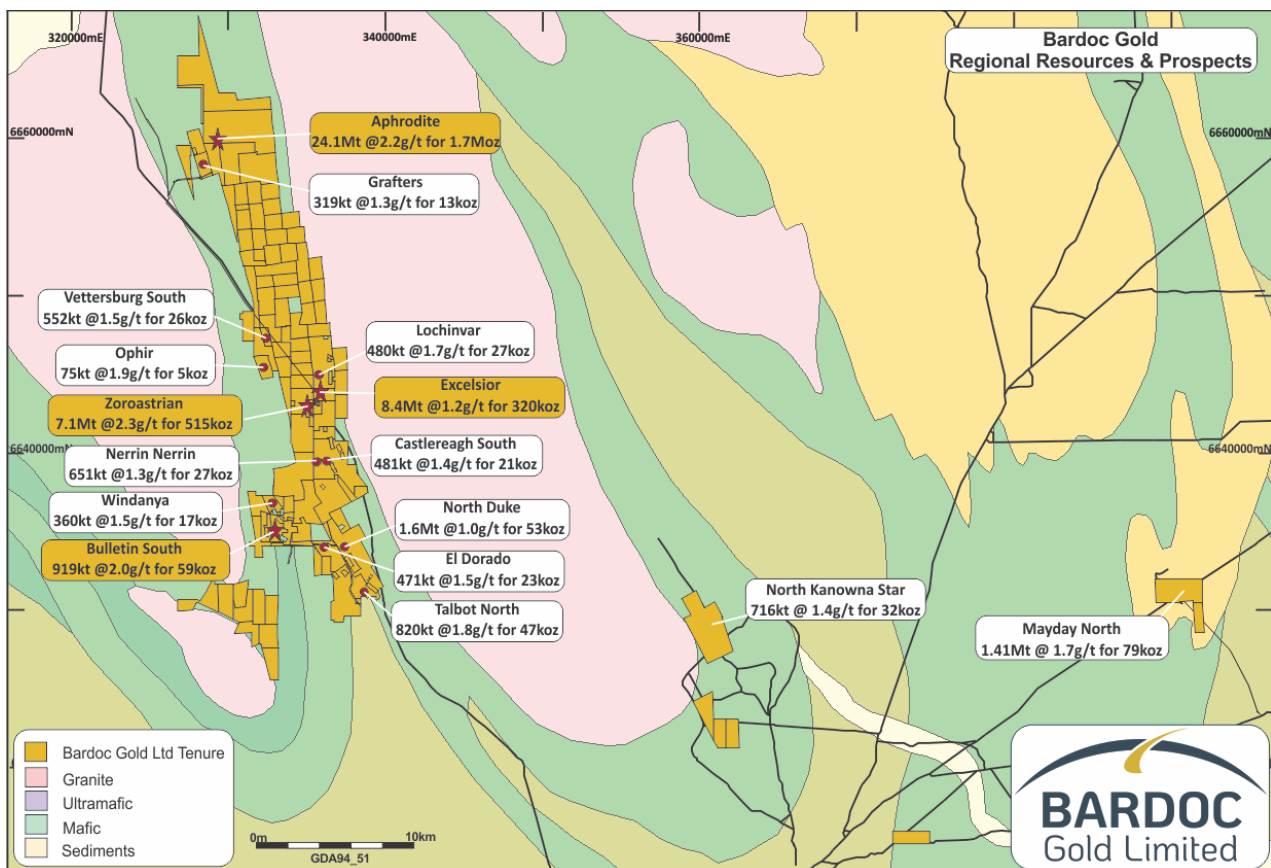 320000mE
340000mE
360000mE
Bardoc Gold
Regional Resources & Prospects
6660000mN
6660000mN
Aphrodite
24.1Mt @2.2g/t for 1.7Moz
Grafters
319kt @1.3g/t for 13koz
Vettersburg South
552kt @1.5g/t for 26koz
Lochinvar
480kt @1.7g/t for 27koz
Ophir
75kt @1.9g/t for 5koz
Excelsior
8.4Mt @1.2g/t for 320koz
Zoroastrian
7.1Mt @2.3g/t for 515koz
6640000mN
6640000mN
Nerrin Nerrin
651kt @1.3g/t for 27koz
Castlereagh South
481kt @1.4g/t for 21koz
Windanya
360kt @1.5g/t for 17koz
North Duke
1.6Mt @1.0g/t for 53koz
Bulletin South
919kt @2.0g/t for 59koz
El Dorado
471kt @1.5g/t for 23koz
Talbot North
820kt @1.8g/t for 47koz
North Kanowna Star
716kt @ 1.4g/t for 32koz
Mayday North
1.41Mt @ 1.7g/t for 79koz
Bardoc Gold Ltd Tenure
Granite
Ultramafic
Mafic
Sediments
0m
10km
GDA94_51
BARDOC
Gold Limited